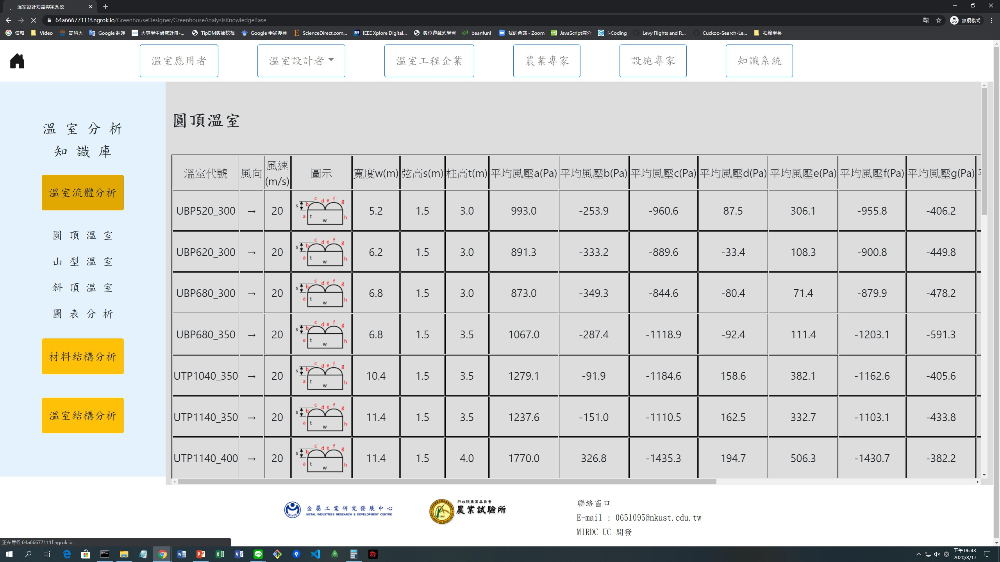 溫室設計知識專家系統
64a66677111f.ngrok.io/GreenhouseDesigner/GreenhouseAnalysisKnowledgeBase
無痕模式
信箱 Video 高科大 Google 翻譯 大專學生研究計畫-... TipDM數據挖掘 Google 學術搜尋 ScienceDirect.com... IEEE Xplore Digital... 數位遊戲式學習 beanfun! 我的會議 - Zoom JavaScript簡介 i-Coding Levy Flights and R... Cuckoo-Search-Le... 柏翰學長
溫室應用者 溫室設計者 溫室工程企業 農業專家 設施專家 知識系統
溫室分析
知識庫
溫室流體分析
圓頂溫室
山型溫室
斜頂溫室
圖表分析
材料結構分析
溫室結構分析
圓頂溫室
溫室代號 風向 風速(m/s) 圖示 寬度w(m) 弦高s(m) 柱高t(m) 平均風壓a(Pa) 平均風壓b(Pa) 平均風壓c(Pa) 平均風壓d(Pa) 平均風壓e(Pa) 平均風壓f(Pa) 平均風壓g(Pa)
UBP520_300 → 20 s a b c d e f g h t w 5.2 1.5 3.0 993.0 -253.9 -960.6 87.5 306.1 -955.8 -406.2
UBP620_300 → 20 s a b c d e f g h t w 6.2 1.5 3.0 891.3 -333.2 -889.6 -33.4 108.3 -900.8 -449.8
UBP680_300 → 20 s a b c d e f g h t w 6.8 1.5 3.0 873.0 -349.3 -844.6 -80.4 71.4 -879.9 -478.2
UBP680_350 → 20 s a b c d e f g h t w 6.8 1.5 3.5 1067.0 -287.4 -1118.9 -92.4 111.4 -1203.1 -591.3
UTP1040_350 → 20 s a b c d e f g h t w 10.4 1.5 3.5 1279.1 -91.9 -1184.6 158.6 382.1 -1162.6 -405.6
UTP1140_350 → 20 s a b c d e f g h t w 11.4 1.5 3.5 1237.6 -151.0 -1110.5 162.5 332.7 -1103.1 -433.8
UTP1140_400 → 20 s a b c d e f g h t w 11.4 1.5 4.0 1770.0 326.8 -1435.3 194.7 506.3 -1430.7 -382.2
MIRDC
金屬工業研究發展中心
METAL INDUSTRIES RESEARCH & DEVELOPMENT CENTRE
行政院農業委員會
農業試驗所
1895
聯絡窗口
E-mail : 0651095@nkust.edu.tw
MIRDC UC 開發
正在等候 64a66677111f.ngrok.io...
下午 06:43
2020/8/17